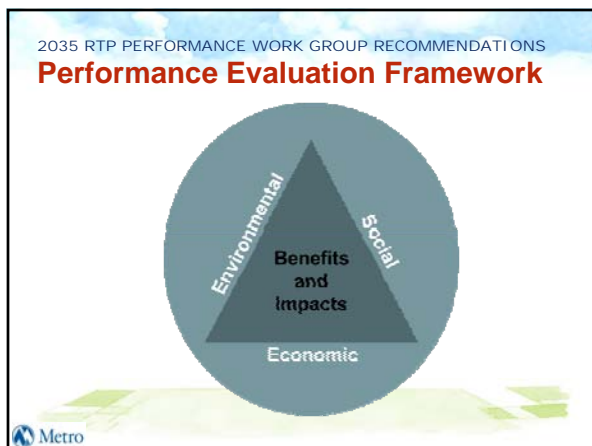 2035 RTP PERFORMANCE WORK GROUP RECOMMENDATIONS
Performance Evaluation Framework
Environmental
Social
Benefits
and
Impacts
Economic
Metro